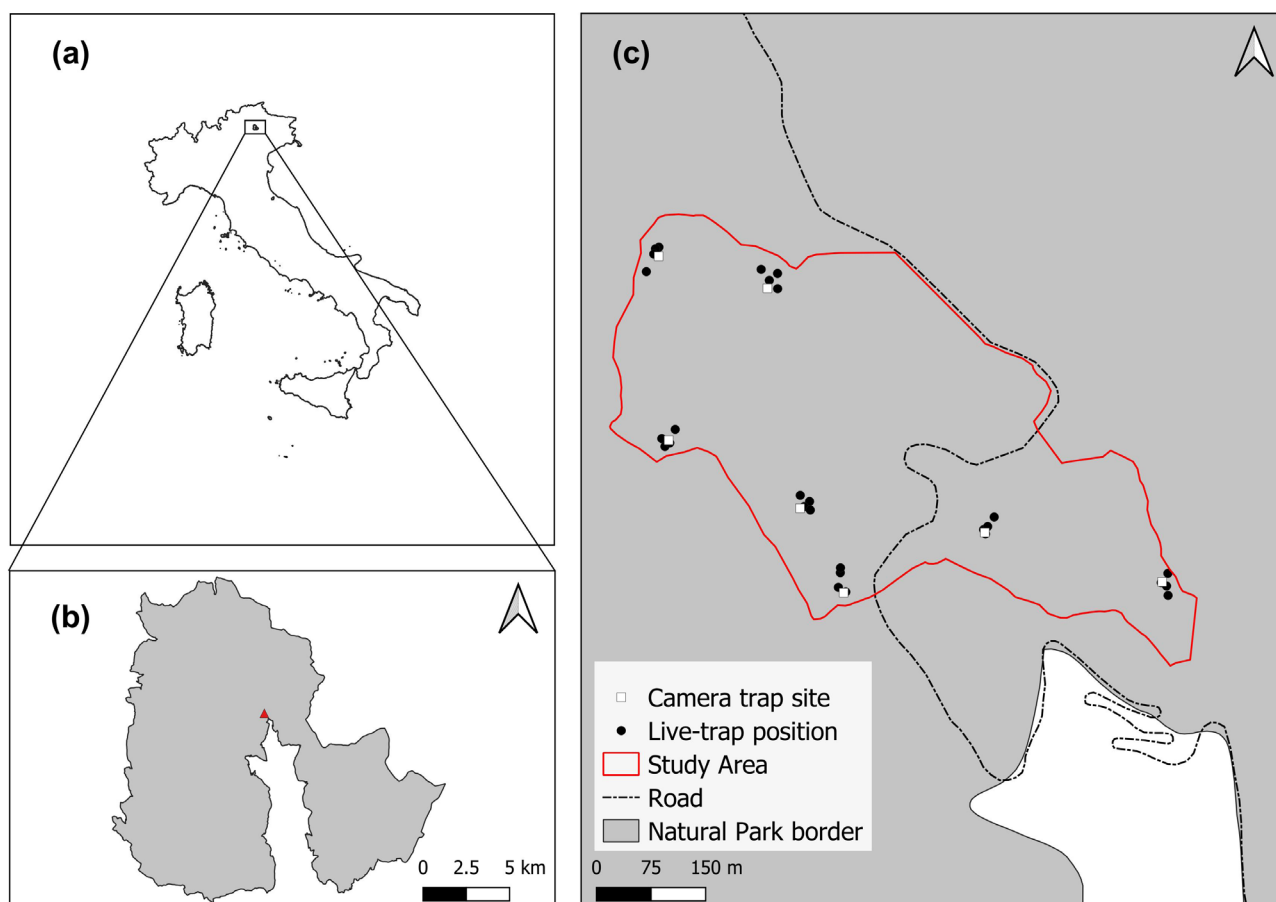 (a)
(b)
0 2.5 5 km
(c)
Camera trap site
Live-trap position
Study Area
Road
Natural Park border
0 75 150 m